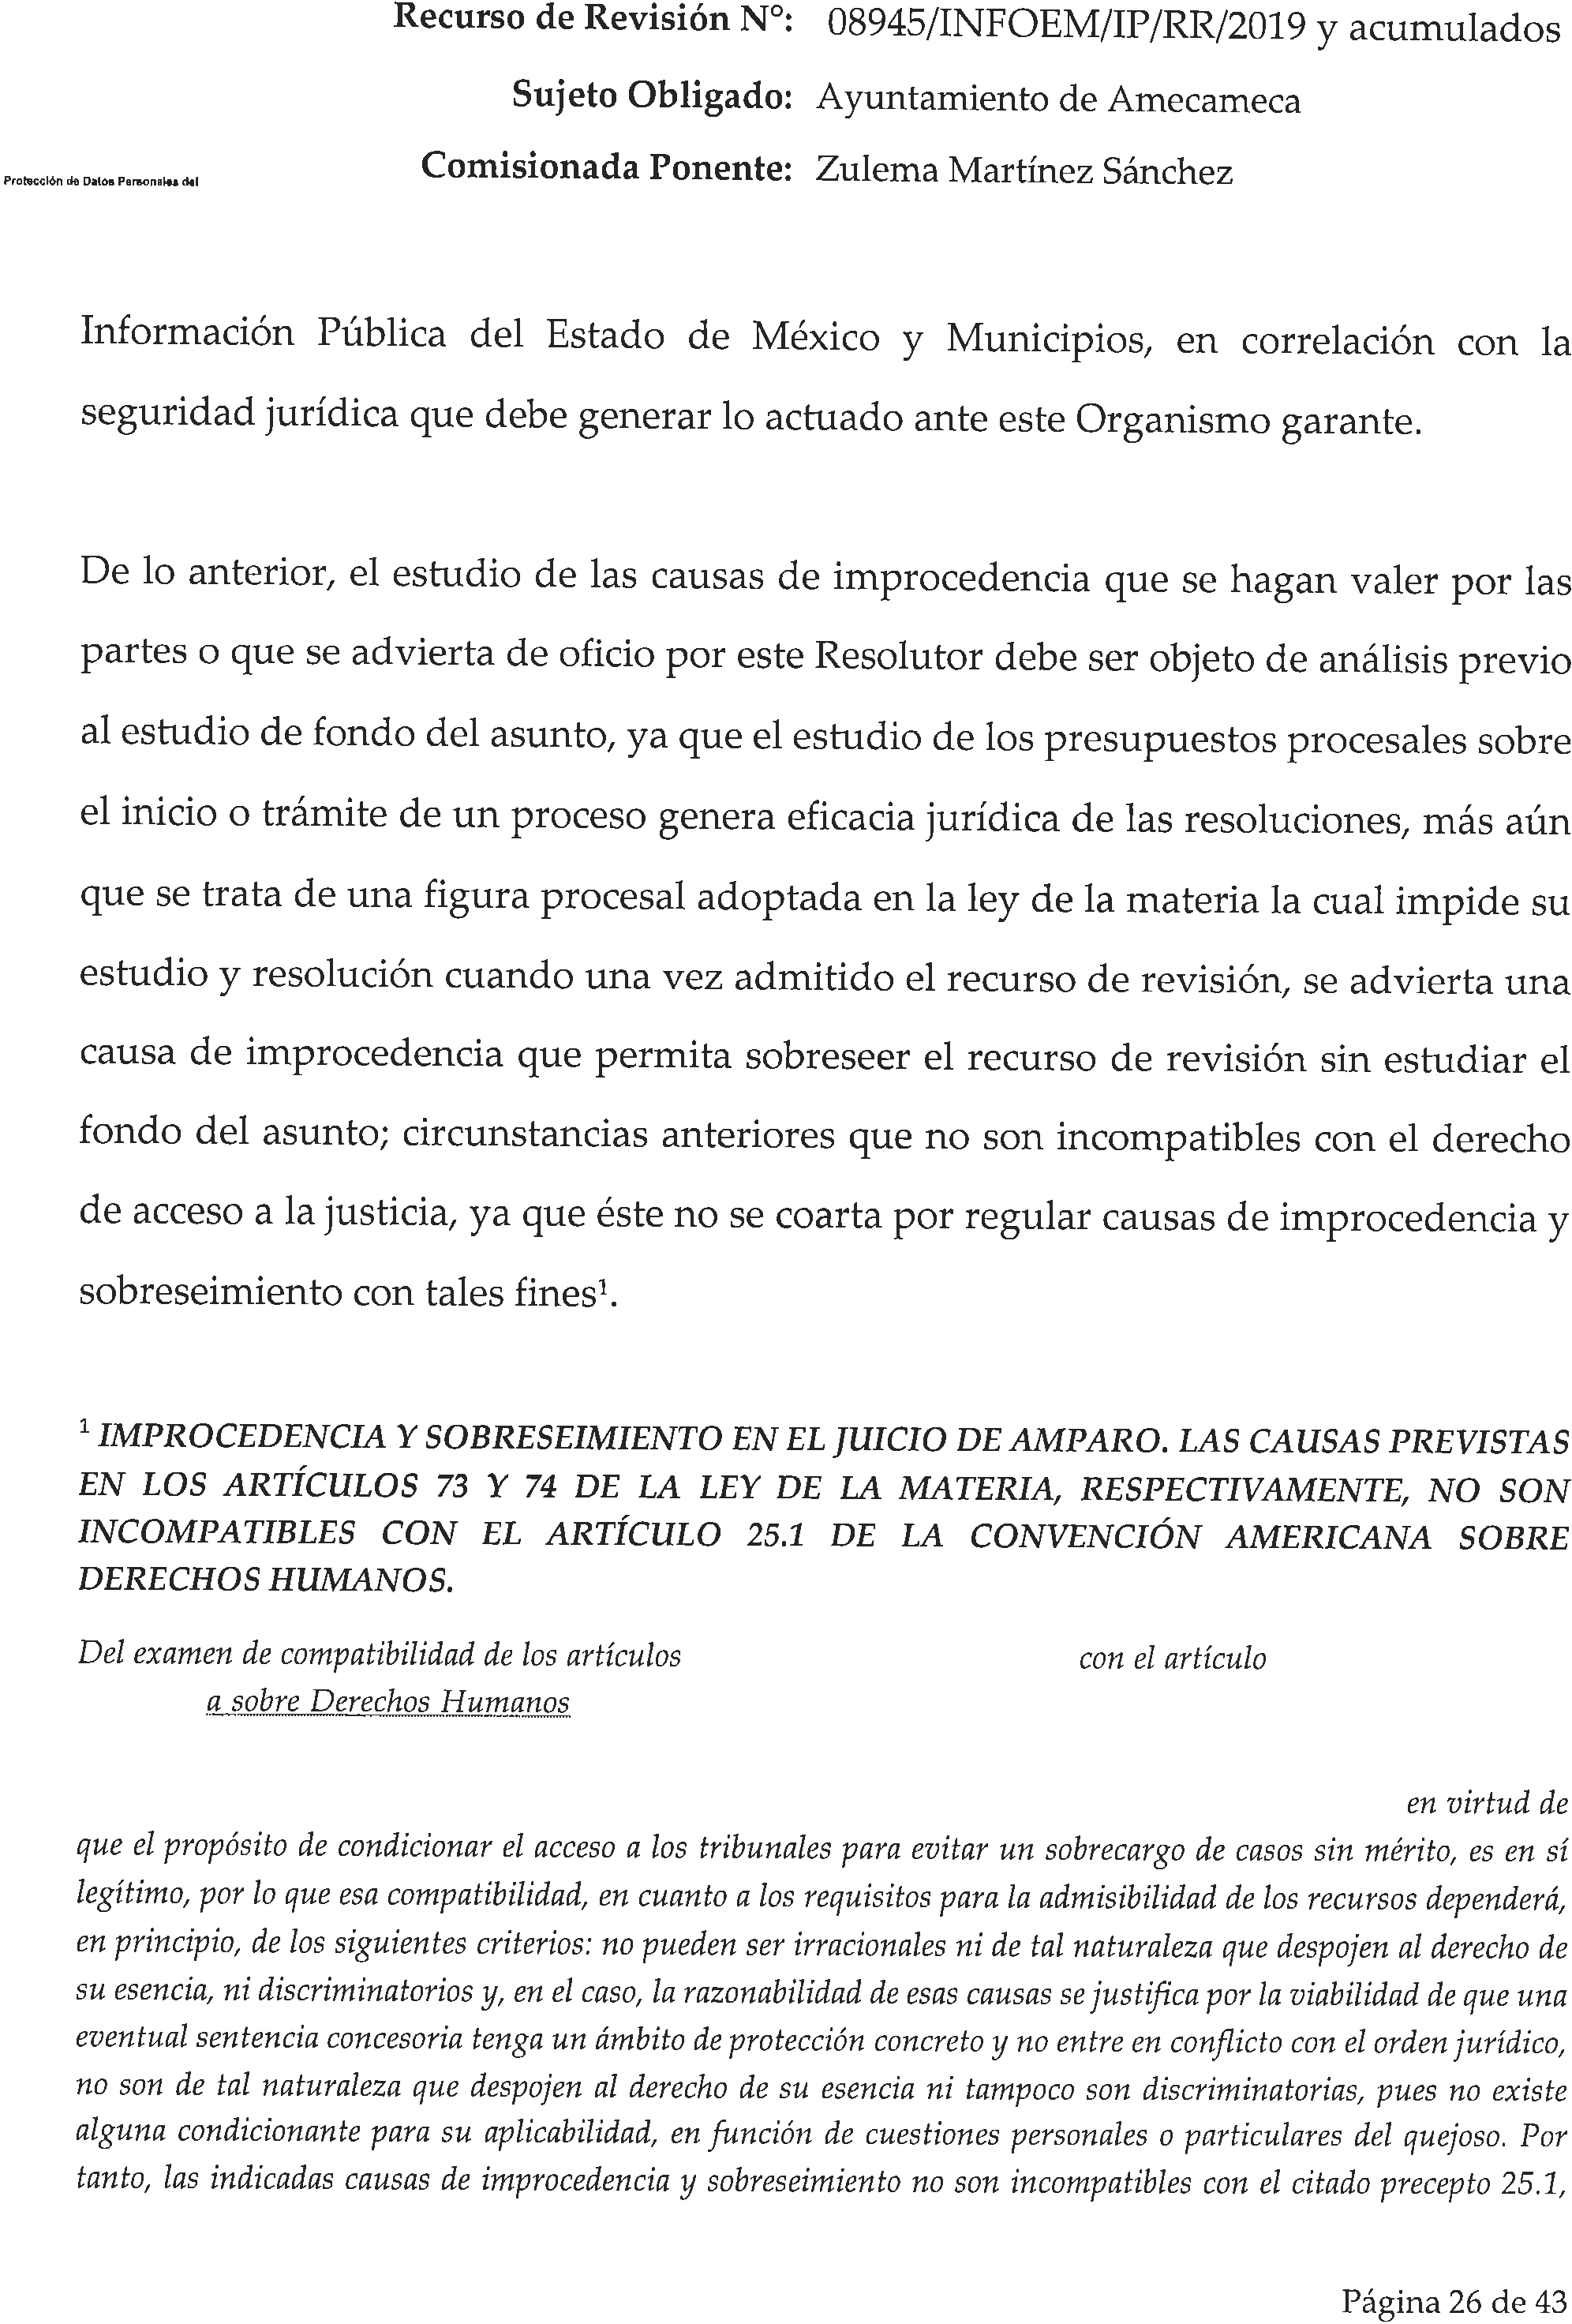 Recurso de Revisión N°: 08945/INFOEM/IP/RR/2019 y acumulados
Sujeto Obligado: Ayuntamiento de Amecameca
Comisionada Ponente: Zulema Martínez Sánchez
Protección de Datos Personales del
Información Pública del Estado de México y Municipios, en correlación con la
seguridad jurídica que debe generar lo actuado ante este Organismo garante.
De lo anterior, el estudio de las causas de improcedencia que se hagan valer por las
partes o que se advierta de oficio por este Resolutor debe ser objeto de análisis previo
al estudio de fondo del asunto, ya que el estudio de los presupuestos procesales sobre
el inicio o trámite de un proceso genera eficacia jurídica de las resoluciones, más aún
que se trata de una figura procesal adoptada en la ley de la materia la cual impide su
estudio y resolución cuando una vez admitido el recurso de revisión, se advierta una
causa de improcedencia que permita sobreseer el recurso de revisión sin estudiar el
fondo del asunto; circunstancias anteriores que no son incompatibles con el derecho
de acceso a la justicia, ya que éste no se coarta por regular causas de improcedencia y
sobreseimiento con tales fines¹.
¹ IMPROCEDENCIA Y SOBRESEIMIENTO EN EL JUICIO DE AMPARO. LAS CAUSAS PREVISTAS
EN LOS ARTÍCULOS 73 Y 74 DE LA LEY DE LA MATERIA, RESPECTIVAMENTE, NO SON
INCOMPATIBLES CON EL ARTÍCULO 25.1 DE LA CONVENCIÓN AMERICANA SOBRE
DERECHOS HUMANOS.
Del examen de compatibilidad de los artículos con el artículo
a sobre Derechos Humanos
en virtud de
que el propósito de condicionar el acceso a los tribunales para evitar un sobrecargo de casos sin mérito, es en sí
legítimo, por lo que esa compatibilidad, en cuanto a los requisitos para la admisibilidad de los recursos dependerá,
en principio, de los siguientes criterios: no pueden ser irracionales ni de tal naturaleza que despojen al derecho de
su esencia, ni discriminatorios y, en el caso, la razonabilidad de esas causas se justifica por la viabilidad de que una
eventual sentencia concesoria tenga un ámbito de protección concreto y no entre en conflicto con el orden jurídico,
no son de tal naturaleza que despojen al derecho de su esencia ni tampoco son discriminatorias, pues no existe
alguna condicionante para su aplicabilidad, en función de cuestiones personales o particulares del quejoso. Por
tanto, las indicadas causas de improcedencia y sobreseimiento no son incompatibles con el citado precepto 25.1,
Página 26 de 43